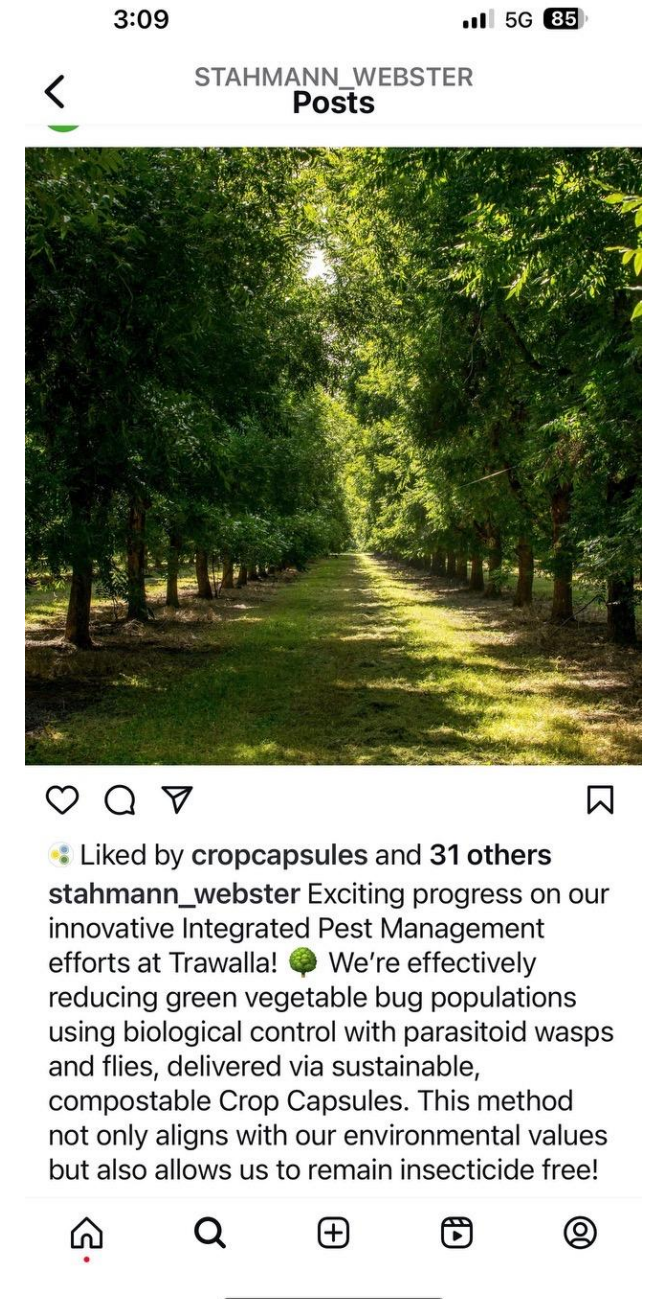 3:09
5G 85
STAHMANN_WEBSTER
Posts
Liked by cropcapsules and 31 others
stahmann_webster Exciting progress on our
innovative Integrated Pest Management
efforts at Trawalla! 🌳 We’re effectively
reducing green vegetable bug populations
using biological control with parasitoid wasps
and flies, delivered via sustainable,
compostable Crop Capsules. This method
not only aligns with our environmental values
but also allows us to remain insecticide free!